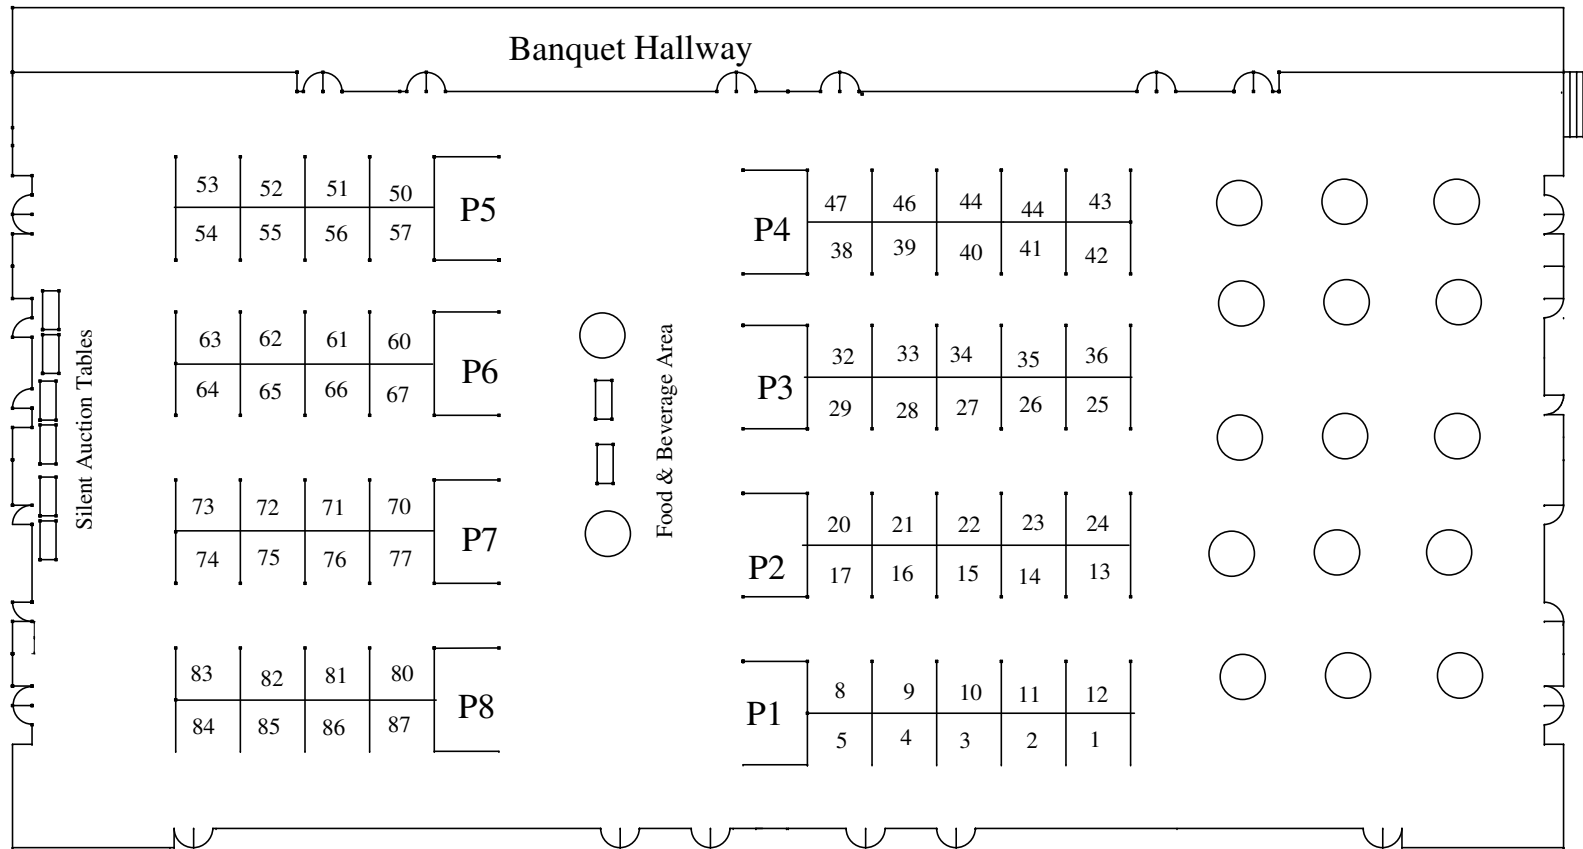 Banquet Hallway
53 52 51 50 P5
54 55 56 57
P4 47 46 44 44 43
38 39 40 41 42
Silent Auction Tables
63 62 61 60 P6
64 65 66 67
Food & Beverage Area
P3 32 33 34 35 36
29 28 27 26 25
73 72 71 70 P7
74 75 76 77
P2 20 21 22 23 24
17 16 15 14 13
83 82 81 80 P8
84 85 86 87
P1 8 9 10 11 12
5 4 3 2 1